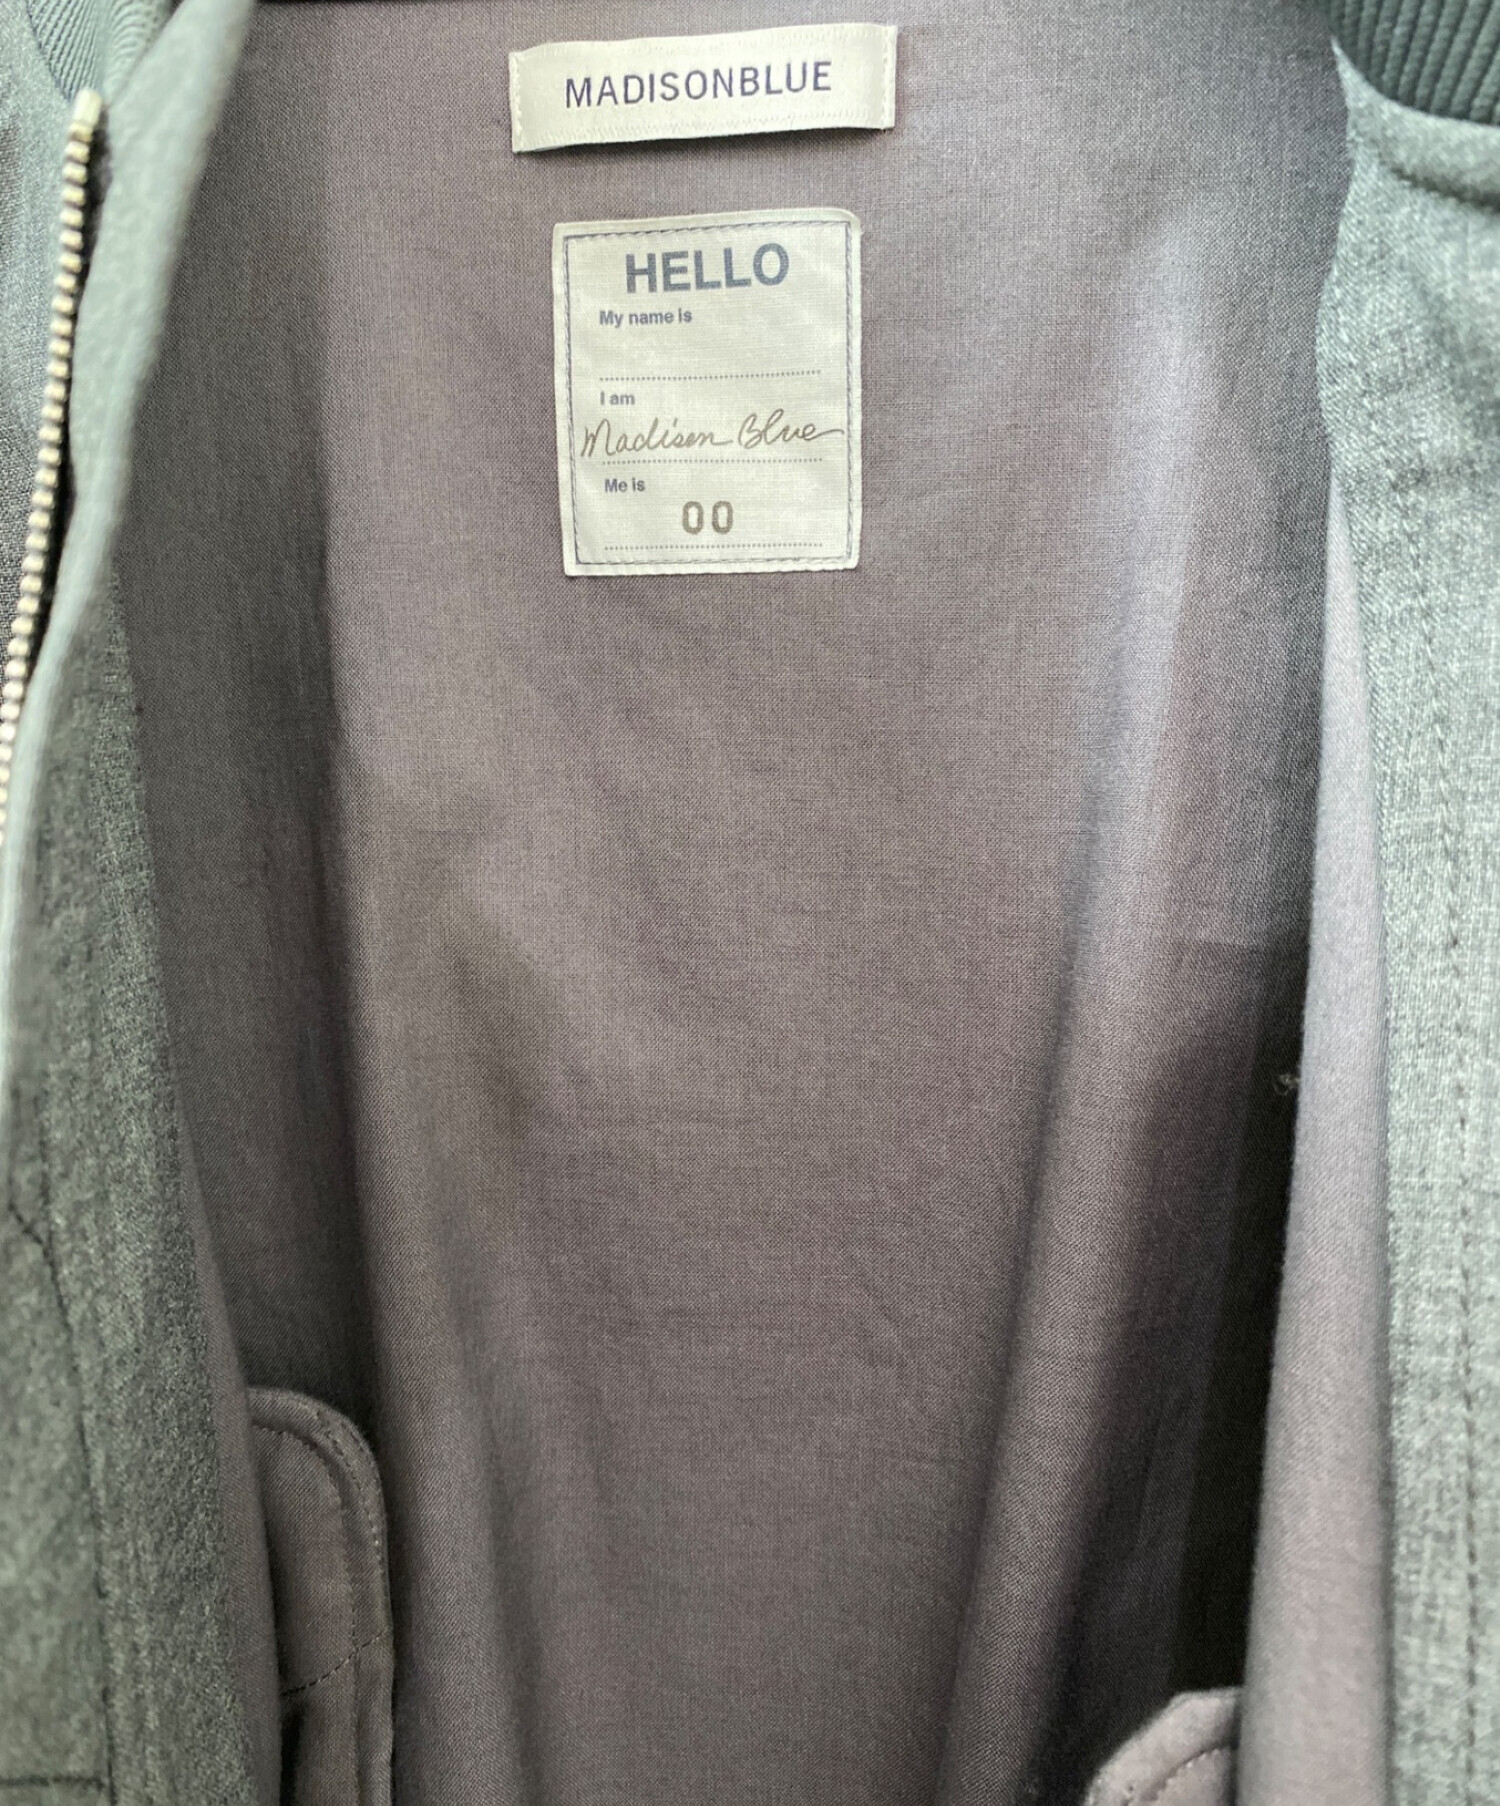 MADISONBLUE
HELLO
My name is
I am
Madison Blue
Me is
00